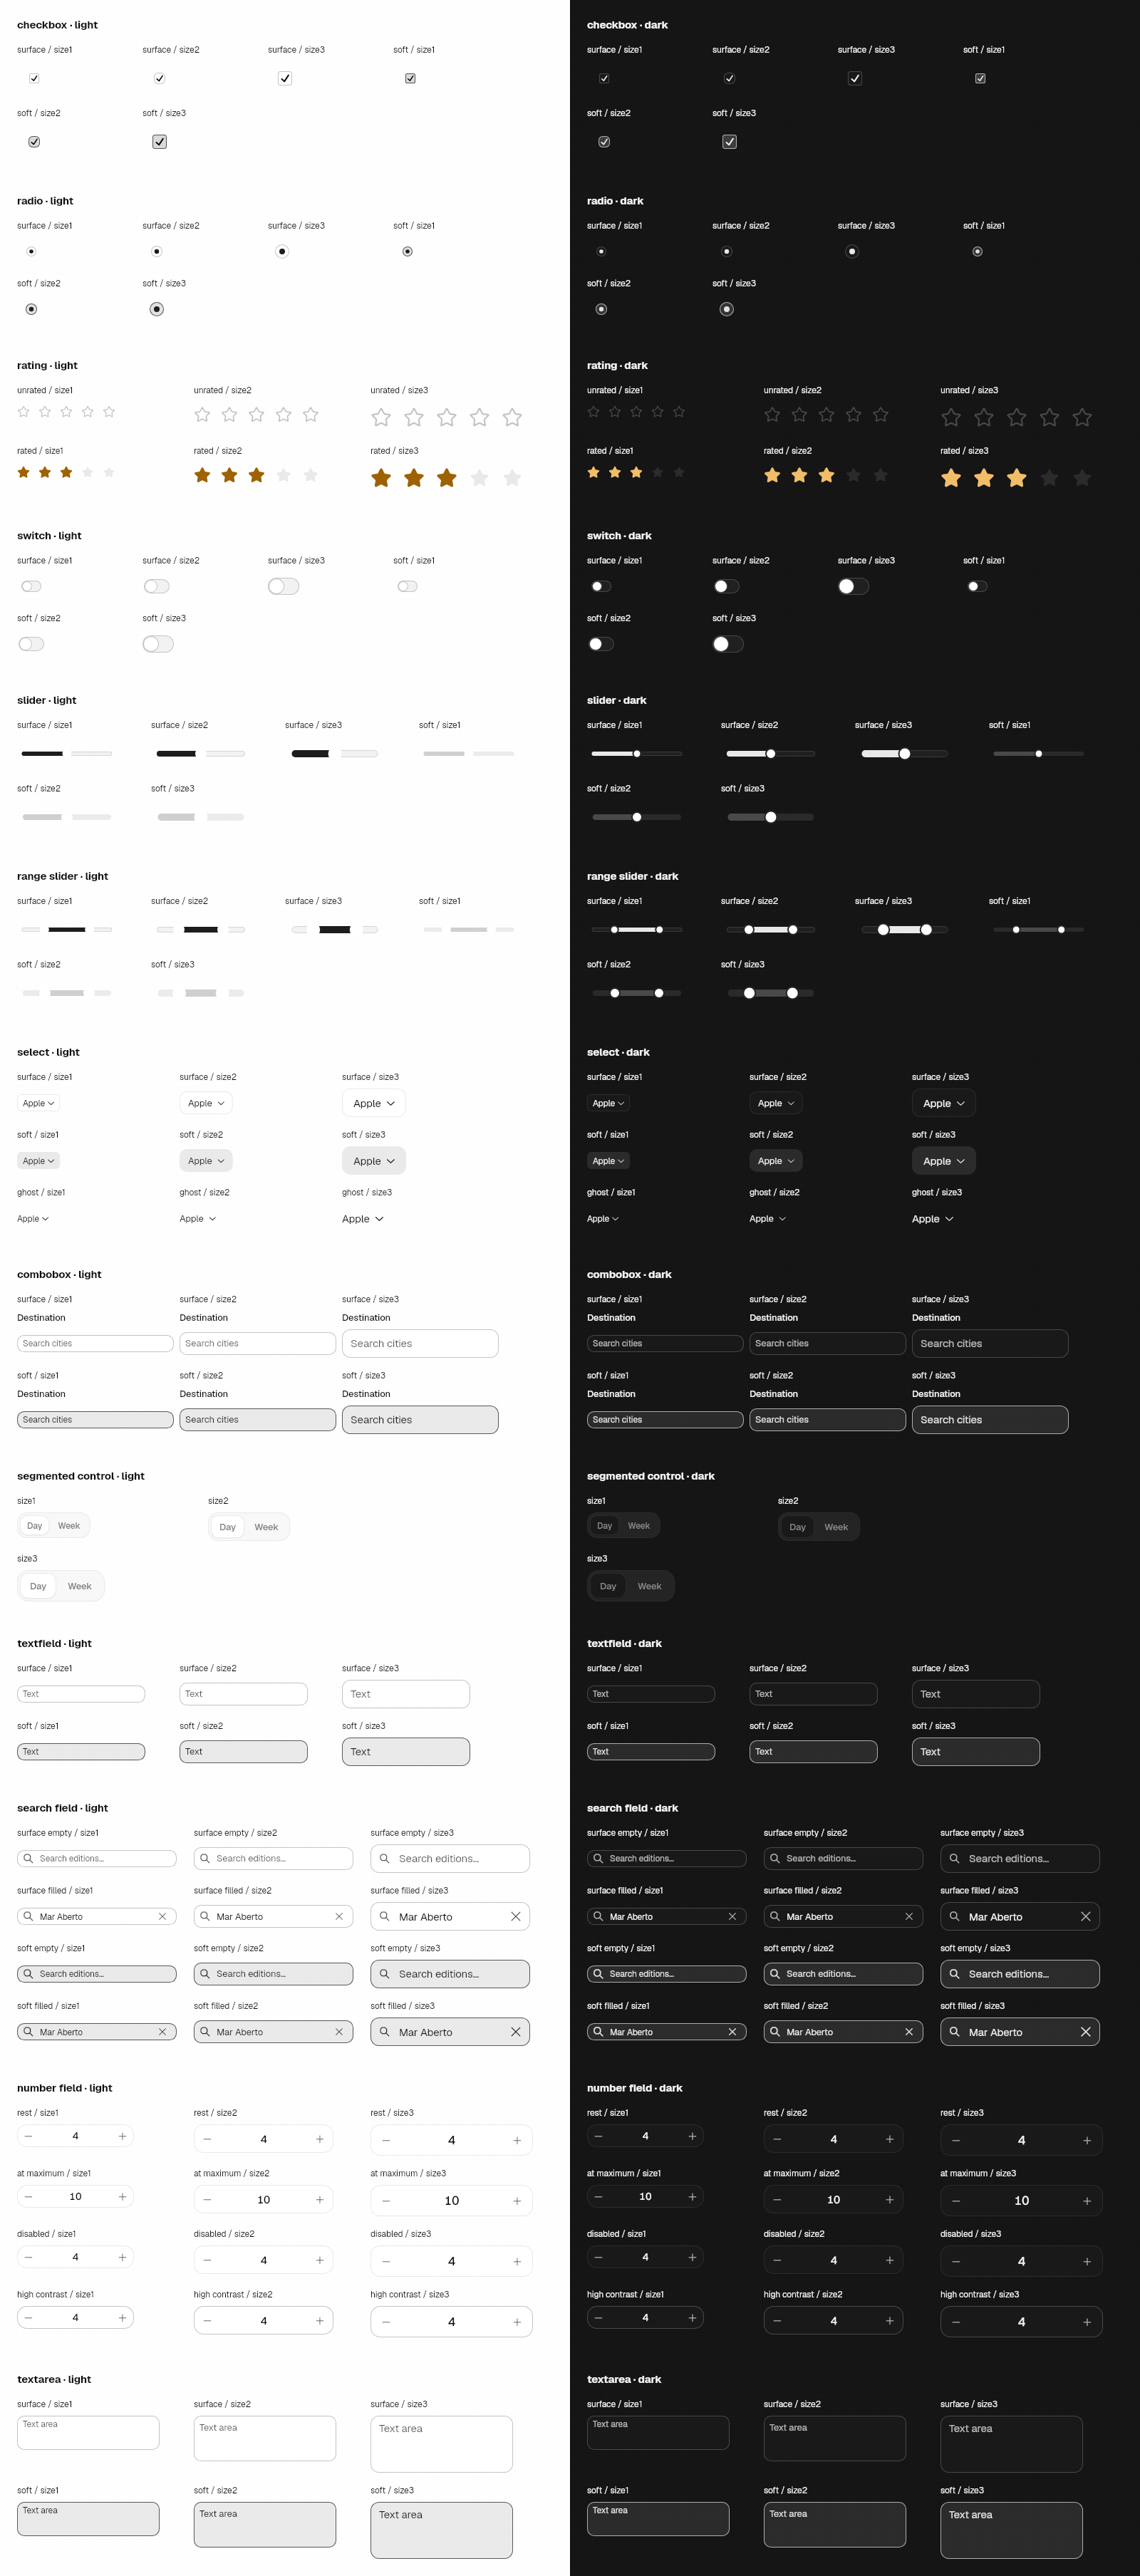 checkbox · light
surface / size1 surface / size2 surface / size3 soft / size1
soft / size2 soft / size3
radio · light
surface / size1 surface / size2 surface / size3 soft / size1
soft / size2 soft / size3
rating · light
unrated / size1 unrated / size2 unrated / size3
rated / size1 rated / size2 rated / size3
switch · light
surface / size1 surface / size2 surface / size3 soft / size1
soft / size2 soft / size3
slider · light
surface / size1 surface / size2 surface / size3 soft / size1
soft / size2 soft / size3
range slider · light
surface / size1 surface / size2 surface / size3 soft / size1
soft / size2 soft / size3
select · light
surface / size1 surface / size2 surface / size3
Apple Apple Apple
soft / size1 soft / size2 soft / size3
Apple Apple Apple
ghost / size1 ghost / size2 ghost / size3
Apple Apple Apple
combobox · light
surface / size1 surface / size2 surface / size3
Destination Destination Destination
Search cities Search cities Search cities
soft / size1 soft / size2 soft / size3
Destination Destination Destination
Search cities Search cities Search cities
segmented control · light
size1 size2
Day Week Day Week
size3
Day Week
textfield · light
surface / size1 surface / size2 surface / size3
Text Text Text
soft / size1 soft / size2 soft / size3
Text Text Text
search field · light
surface empty / size1 surface empty / size2 surface empty / size3
Search editions... Search editions... Search editions...
surface filled / size1 surface filled / size2 surface filled / size3
Mar Aberto Mar Aberto Mar Aberto
soft empty / size1 soft empty / size2 soft empty / size3
Search editions... Search editions... Search editions...
soft filled / size1 soft filled / size2 soft filled / size3
Mar Aberto Mar Aberto Mar Aberto
number field · light
rest / size1 rest / size2 rest / size3
− 4 + − 4 + − 4 +
at maximum / size1 at maximum / size2 at maximum / size3
− 10 + − 10 + − 10 +
disabled / size1 disabled / size2 disabled / size3
− 4 + − 4 + − 4 +
high contrast / size1 high contrast / size2 high contrast / size3
− 4 + − 4 + − 4 +
textarea · light
surface / size1 surface / size2 surface / size3
Text area Text area Text area
soft / size1 soft / size2 soft / size3
Text area Text area Text area
checkbox · dark
surface / size1 surface / size2 surface / size3 soft / size1
soft / size2 soft / size3
radio · dark
surface / size1 surface / size2 surface / size3 soft / size1
soft / size2 soft / size3
rating · dark
unrated / size1 unrated / size2 unrated / size3
rated / size1 rated / size2 rated / size3
switch · dark
surface / size1 surface / size2 surface / size3 soft / size1
soft / size2 soft / size3
slider · dark
surface / size1 surface / size2 surface / size3 soft / size1
soft / size2 soft / size3
range slider · dark
surface / size1 surface / size2 surface / size3 soft / size1
soft / size2 soft / size3
select · dark
surface / size1 surface / size2 surface / size3
Apple Apple Apple
soft / size1 soft / size2 soft / size3
Apple Apple Apple
ghost / size1 ghost / size2 ghost / size3
Apple Apple Apple
combobox · dark
surface / size1 surface / size2 surface / size3
Destination Destination Destination
Search cities Search cities Search cities
soft / size1 soft / size2 soft / size3
Destination Destination Destination
Search cities Search cities Search cities
segmented control · dark
size1 size2
Day Week Day Week
size3
Day Week
textfield · dark
surface / size1 surface / size2 surface / size3
Text Text Text
soft / size1 soft / size2 soft / size3
Text Text Text
search field · dark
surface empty / size1 surface empty / size2 surface empty / size3
Search editions... Search editions... Search editions...
surface filled / size1 surface filled / size2 surface filled / size3
Mar Aberto Mar Aberto Mar Aberto
soft empty / size1 soft empty / size2 soft empty / size3
Search editions... Search editions... Search editions...
soft filled / size1 soft filled / size2 soft filled / size3
Mar Aberto Mar Aberto Mar Aberto
number field · dark
rest / size1 rest / size2 rest / size3
− 4 + − 4 + − 4 +
at maximum / size1 at maximum / size2 at maximum / size3
− 10 + − 10 + − 10 +
disabled / size1 disabled / size2 disabled / size3
− 4 + − 4 + − 4 +
high contrast / size1 high contrast / size2 high contrast / size3
− 4 + − 4 + − 4 +
textarea · dark
surface / size1 surface / size2 surface / size3
Text area Text area Text area
soft / size1 soft / size2 soft / size3
Text area Text area Text area